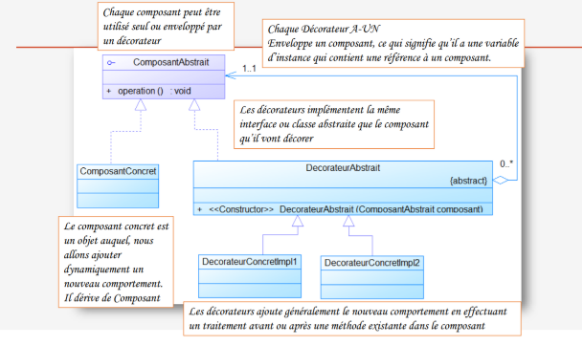 Chaque composant peut être
utilisé seul ou enveloppé par
un décorateur
Chaque Décorateur A-UN
Enveloppe un composant, ce qui signifie qu'il a une variable
d'instance qui contient une référence à un composant.
ComposantAbstrait
+ operation () : void
1..1
Les décorateurs implémentent la même
interface ou classe abstraite que le composant
qu'il vont décorer
ComposantConcret
DecorateurAbstrait
{abstract}
0..*
+ <<Constructor>> DecorateurAbstrait (ComposantAbstrait composant)
Le composant concret est
un objet auquel, nous
allons ajouter
dynamiquement un
nouveau comportement.
Il dérive de Composant
DecorateurConcretImpl1
DecorateurConcretImpl2
Les décorateurs ajoute généralement le nouveau comportement en effectuant
un traitement avant ou après une méthode existante dans le composant